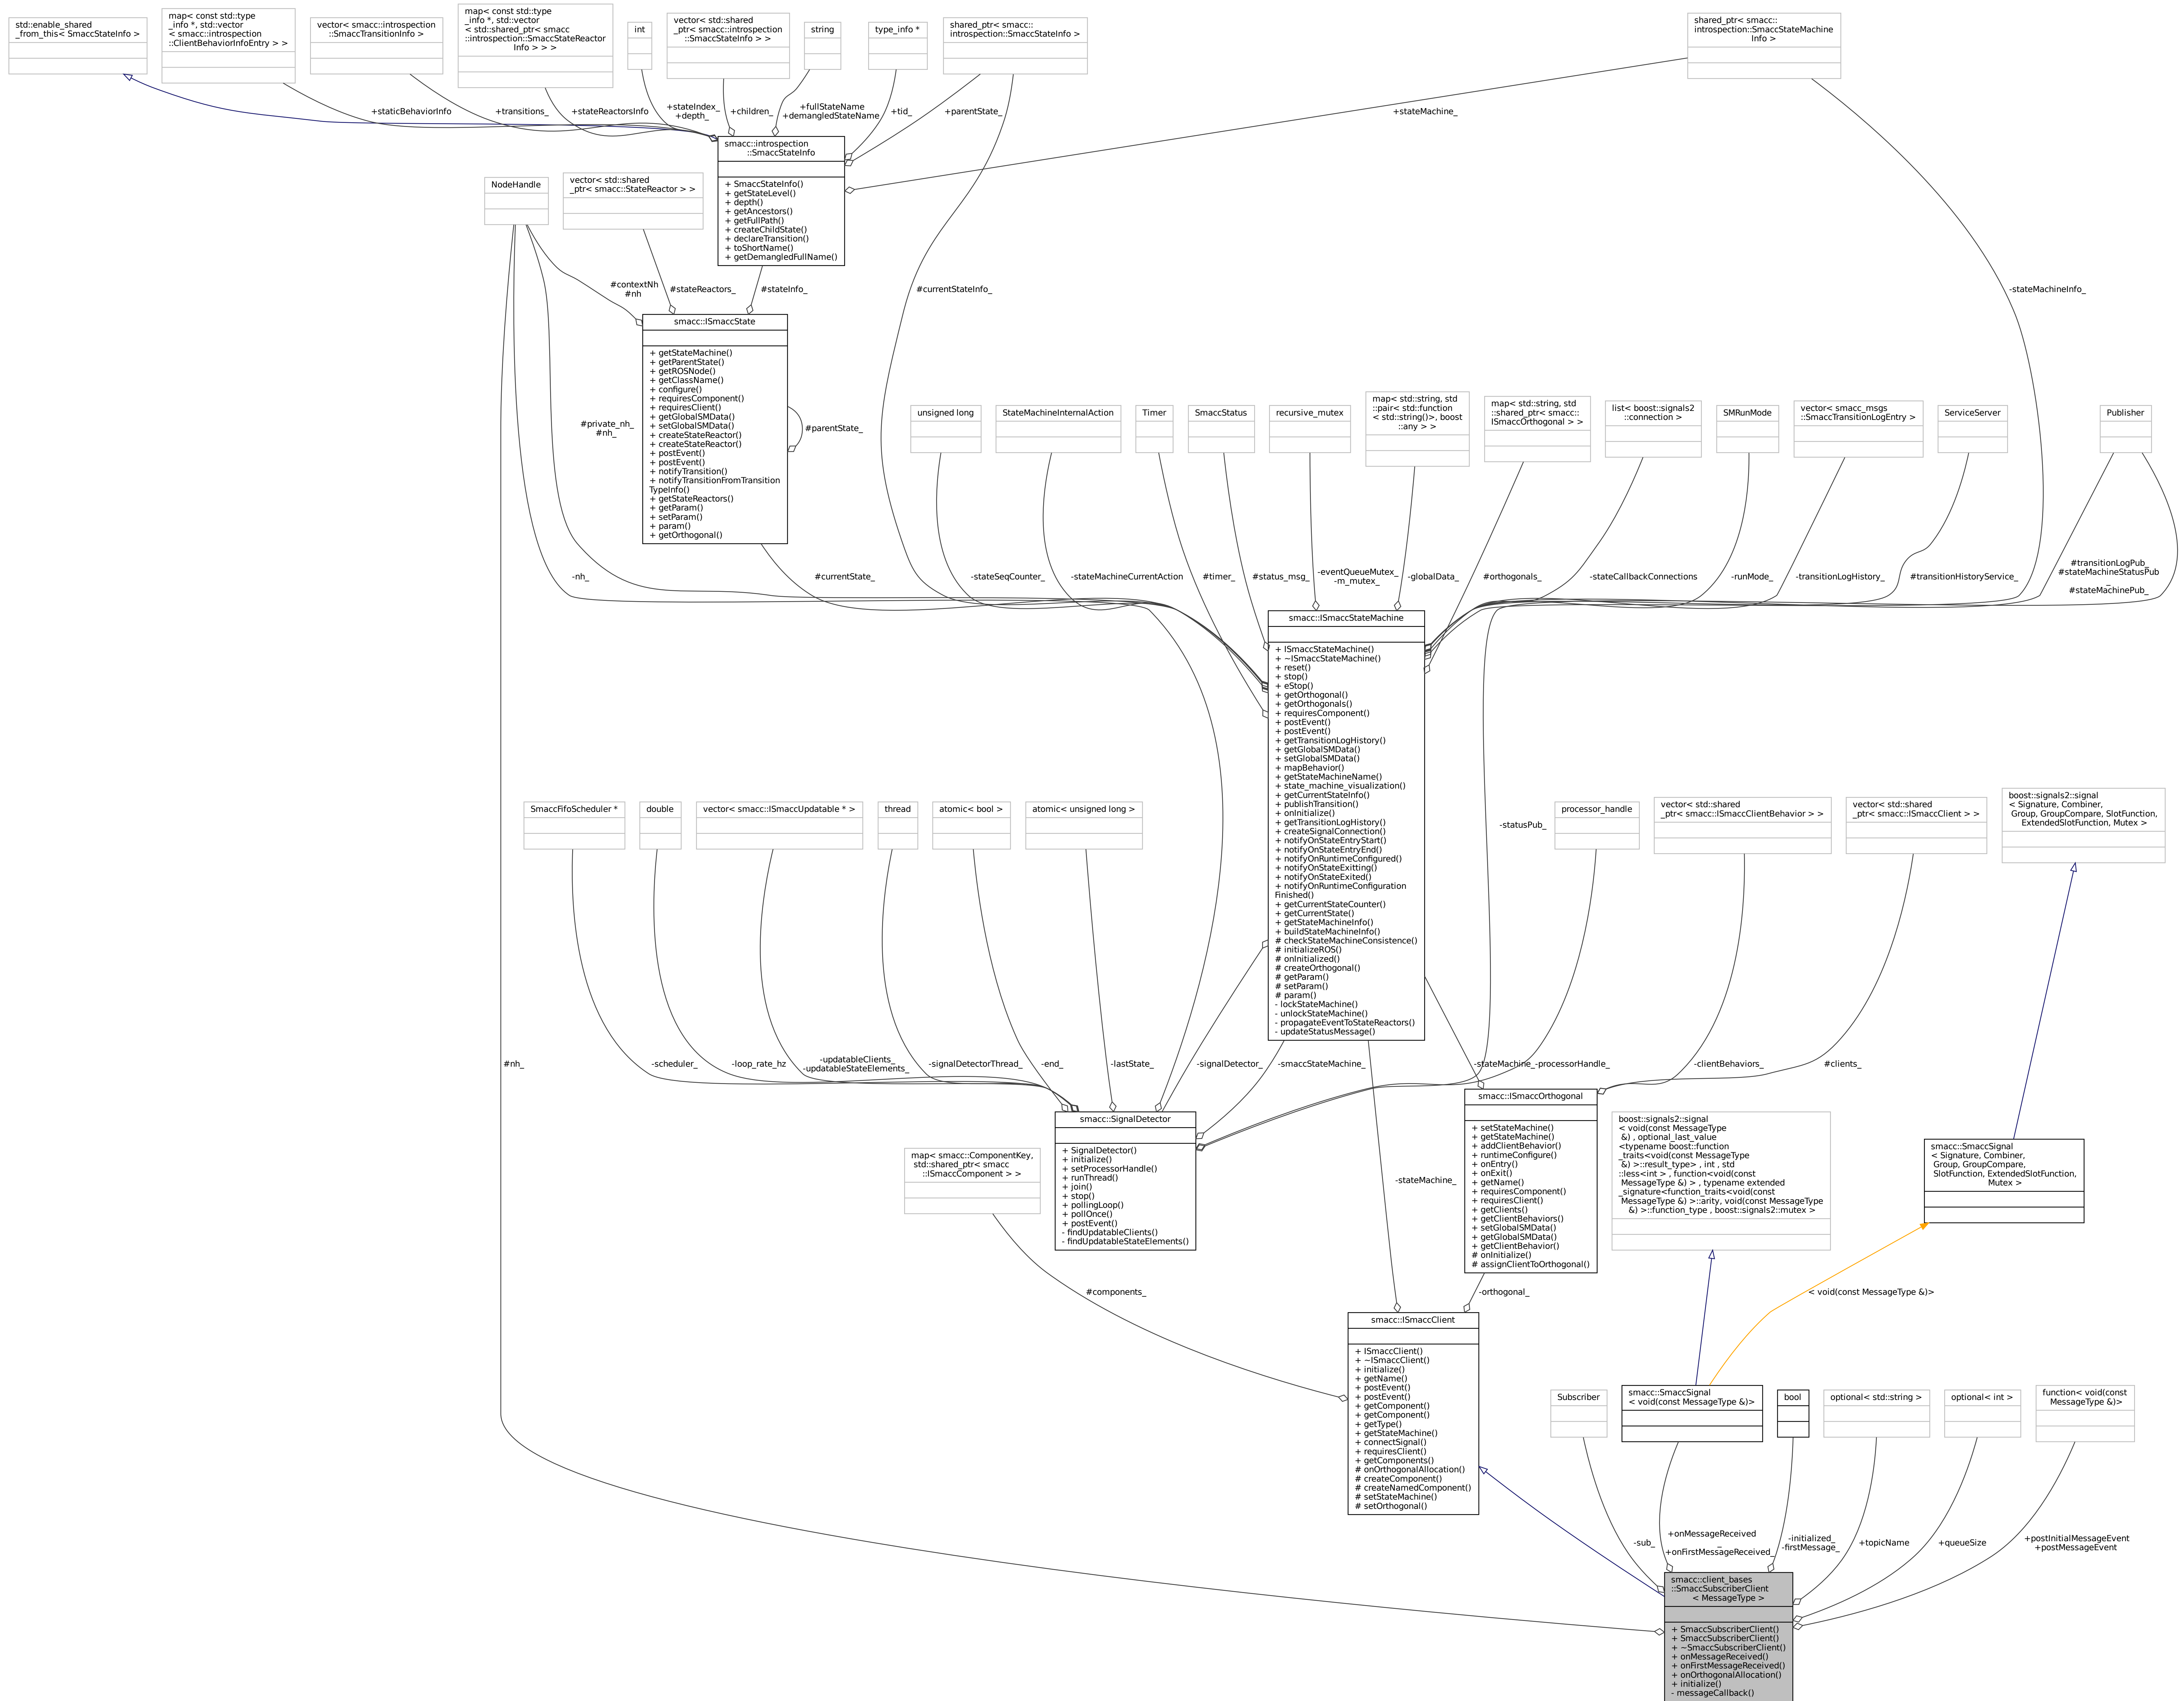 std::enable_shared
_from_this< SmaccStateInfo >
map< const std::type
_info *, std::vector
< smacc::introspection
::ClientBehaviorInfoEntry > >
vector< smacc::introspection
::SmaccTransitionInfo >
map< const std::type
_info *, std::vector
< std::shared_ptr< smacc
::introspection::SmaccStateReactor
Info > > >
int
vector< std::shared
_ptr< smacc::introspection
::SmaccStateInfo > >
string
type_info *
shared_ptr< smacc::
introspection::SmaccStateInfo >
shared_ptr< smacc::
introspection::SmaccStateMachine
Info >
+staticBehaviorInfo
+transitions_
+stateReactorsInfo
+stateIndex_
+depth_
+children_
+fullStateName
+demangledStateName
+tid_
+parentState_
+stateMachine_
smacc::introspection
::SmaccStateInfo
+ SmaccStateInfo()
+ getStateLevel()
+ depth()
+ getAncestors()
+ getFullPath()
+ createChildState()
+ declareTransition()
+ toShortName()
+ getDemangledFullName()
NodeHandle
vector< std::shared
_ptr< smacc::StateReactor > >
#contextNh
#nh
#stateReactors_
#stateInfo_
#currentStateInfo_
-stateMachineInfo_
smacc::ISmaccState
+ getStateMachine()
+ getParentState()
+ getROSNode()
+ getClassName()
+ configure()
+ requiresComponent()
+ requiresClient()
+ getGlobalSMData()
+ setGlobalSMData()
+ createStateReactor()
+ createStateReactor()
+ postEvent()
+ postEvent()
+ notifyTransition()
+ notifyTransitionFromTransition
TypeInfo()
+ getStateReactors()
+ getParam()
+ setParam()
+ param()
+ getOrthogonal()
#parentState_
#private_nh_
#nh_
unsigned long
StateMachineInternalAction
Timer
SmaccStatus
recursive_mutex
map< std::string, std
::pair< std::function
< std::string()>, boost
::any > >
map< std::string, std
::shared_ptr< smacc::
ISmaccOrthogonal > >
list< boost::signals2
::connection >
SMRunMode
vector< smacc_msgs
::SmaccTransitionLogEntry >
ServiceServer
Publisher
-nh_
#currentState_
-stateSeqCounter_
-stateMachineCurrentAction
#timer_
#status_msg_
-eventQueueMutex_
-m_mutex_
-globalData_
#orthogonals_
-stateCallbackConnections
-runMode_
-transitionLogHistory_
#transitionHistoryService_
#transitionLogPub_
#stateMachineStatusPub
_
#stateMachinePub_
smacc::ISmaccStateMachine
+ ISmaccStateMachine()
+ ~ISmaccStateMachine()
+ reset()
+ stop()
+ eStop()
+ getOrthogonal()
+ getOrthogonals()
+ requiresComponent()
+ postEvent()
+ postEvent()
+ getTransitionLogHistory()
+ getGlobalSMData()
+ setGlobalSMData()
+ mapBehavior()
+ getStateMachineName()
+ state_machine_visualization()
+ getCurrentStateInfo()
+ publishTransition()
+ onInitialize()
+ getTransitionLogHistory()
+ createSignalConnection()
+ notifyOnStateEntryStart()
+ notifyOnStateEntryEnd()
+ notifyOnRuntimeConfigured()
+ notifyOnStateExitting()
+ notifyOnStateExited()
+ notifyOnRuntimeConfiguration
Finished()
+ getCurrentStateCounter()
+ getCurrentState()
+ getStateMachineInfo()
+ buildStateMachineInfo()
# checkStateMachineConsistence()
# initializeROS()
# onInitialized()
# createOrthogonal()
# getParam()
# setParam()
# param()
- lockStateMachine()
- unlockStateMachine()
- propagateEventToStateReactors()
- updateStatusMessage()
SmaccFifoScheduler *
double
vector< smacc::ISmaccUpdatable * >
thread
atomic< bool >
atomic< unsigned long >
-statusPub_
processor_handle
vector< std::shared
_ptr< smacc::ISmaccClientBehavior > >
vector< std::shared
_ptr< smacc::ISmaccClient > >
boost::signals2::signal
< Signature, Combiner,
Group, GroupCompare, SlotFunction,
ExtendedSlotFunction, Mutex >
#nh_
-scheduler_
-loop_rate_hz
-updatableClients_
-updatableStateElements_
-signalDetectorThread_
-end_
-lastState_
-signalDetector_
-smaccStateMachine_
-stateMachine_
-processorHandle_
-clientBehaviors_
#clients_
smacc::SignalDetector
+ SignalDetector()
+ initialize()
+ setProcessorHandle()
+ runThread()
+ join()
+ stop()
+ pollingLoop()
+ pollOnce()
+ postEvent()
- findUpdatableClients()
- findUpdatableStateElements()
smacc::ISmaccOrthogonal
+ setStateMachine()
+ getStateMachine()
+ addClientBehavior()
+ runtimeConfigure()
+ onEntry()
+ onExit()
+ getName()
+ requiresComponent()
+ requiresClient()
+ getClients()
+ getClientBehaviors()
+ setGlobalSMData()
+ getGlobalSMData()
+ getClientBehavior()
# onInitialize()
# assignClientToOrthogonal()
boost::signals2::signal
< void(const MessageType
&) , optional_last_value
<typename boost::function
_traits<void(const MessageType
&) >::result_type> , int , std
::less<int > , function<void(const
MessageType &) > , typename extended
_signature<function_traits<void(const
MessageType &) >::arity, void(const MessageType
&) >::function_type , boost::signals2::mutex >
smacc::SmaccSignal
< Signature, Combiner,
Group, GroupCompare,
SlotFunction, ExtendedSlotFunction,
Mutex >
map< smacc::ComponentKey,
std::shared_ptr< smacc
::ISmaccComponent > >
-stateMachine_
#components_
-orthogonal_
< void(const MessageType &)>
smacc::ISmaccClient
+ ISmaccClient()
+ ~ISmaccClient()
+ initialize()
+ getName()
+ postEvent()
+ postEvent()
+ getComponent()
+ getComponent()
+ getType()
+ getStateMachine()
+ connectSignal()
+ requiresClient()
+ getComponents()
# onOrthogonalAllocation()
# createComponent()
# createNamedComponent()
# setStateMachine()
# setOrthogonal()
Subscriber
smacc::SmaccSignal
< void(const MessageType &)>
bool
optional< std::string >
optional< int >
function< void(const
MessageType &)>
-sub_
+onMessageReceived
_
+onFirstMessageReceived_
-initialized_
-firstMessage_
+topicName
+queueSize
+postInitialMessageEvent
+postMessageEvent
smacc::client_bases
::SmaccSubscriberClient
< MessageType >
+ SmaccSubscriberClient()
+ SmaccSubscriberClient()
+ ~SmaccSubscriberClient()
+ onMessageReceived()
+ onFirstMessageReceived()
+ onOrthogonalAllocation()
+ initialize()
- messageCallback()